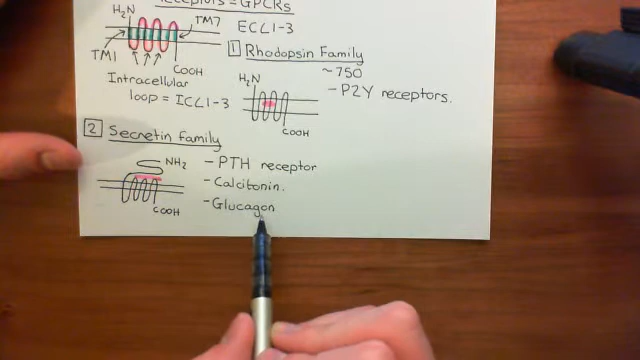 Receptors = GPCRs
H₂N
TM7
ECL1-3
TM1
COOH
Intracellular
loop = ICL1-3
1 Rhodopsin Family
~750
- P2Y receptors.
H₂N
COOH
2 Secretin Family
NH₂
COOH
- PTH receptor
- Calcitonin.
- Glucagon